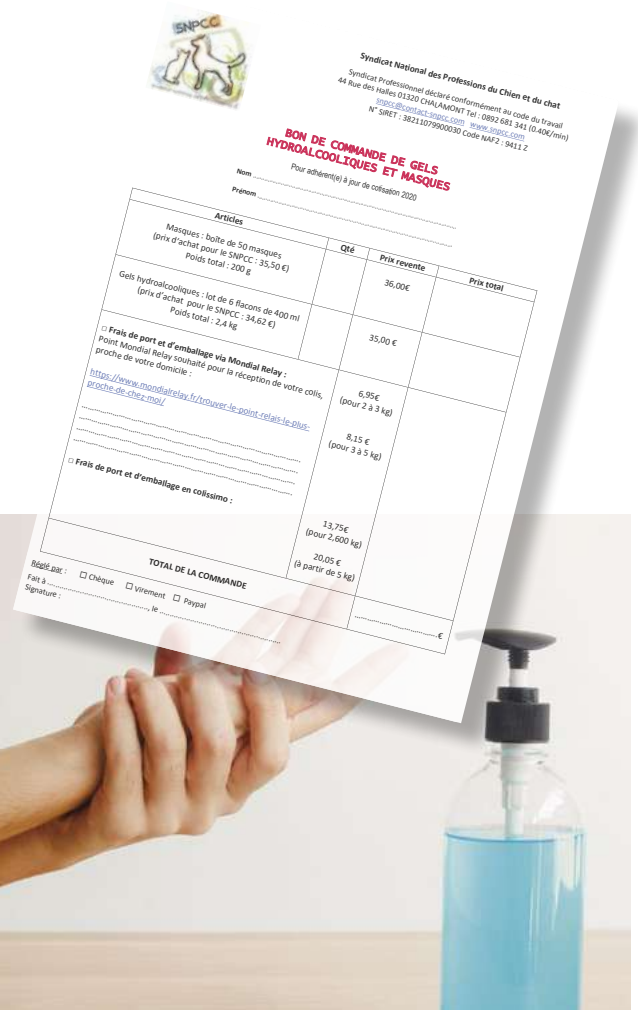 SNPCC
Syndicat National des Professions du Chien et du chat
Syndicat Professionnel déclaré conformément au code du travail
44 Rue des Halles 01320 CHALAMONT Tel : 0892 681 341 (0.40€/min)
snpcc@contact-snpcc.com www.snpcc.com
N° SIRET : 38211079900030 Code NAF2 : 9411 Z
BON DE COMMANDE DE GELS
HYDROALCOOLIQUES ET MASQUES
Pour adhérent(e) à jour de cotisation 2020
Nom ................................................................
Prénom ................................................................
Articles Qté Prix revente Prix total
Masques : boîte de 50 masques
(prix d'achat pour le SNPCC : 35,50 €)
Poids total : 200 g
36,00€
Gels hydroalcooliques : lot de 6 flacons de 400 ml
(prix d'achat pour le SNPCC : 34,62 €)
Poids total : 2,4 kg
35,00 €
□ Frais de port et d'emballage via Mondial Relay :
Point Mondial Relay souhaité pour la réception de votre colis,
proche de votre domicile :
https://www.mondialrelay.fr/trouver-le-point-relais-le-plus-
proche-de-chez-moi/
6,95€
(pour 2 à 3 kg)
8,15 €
(pour 3 à 5 kg)
□ Frais de port et d'emballage en colissimo :
13,75€
(pour 2,600 kg)
20,05 €
(à partir de 5 kg)
TOTAL DE LA COMMANDE ................................€
Réglé par : □ Chèque □ Virement □ Paypal
Fait à ........................................, le ................................................
Signature :